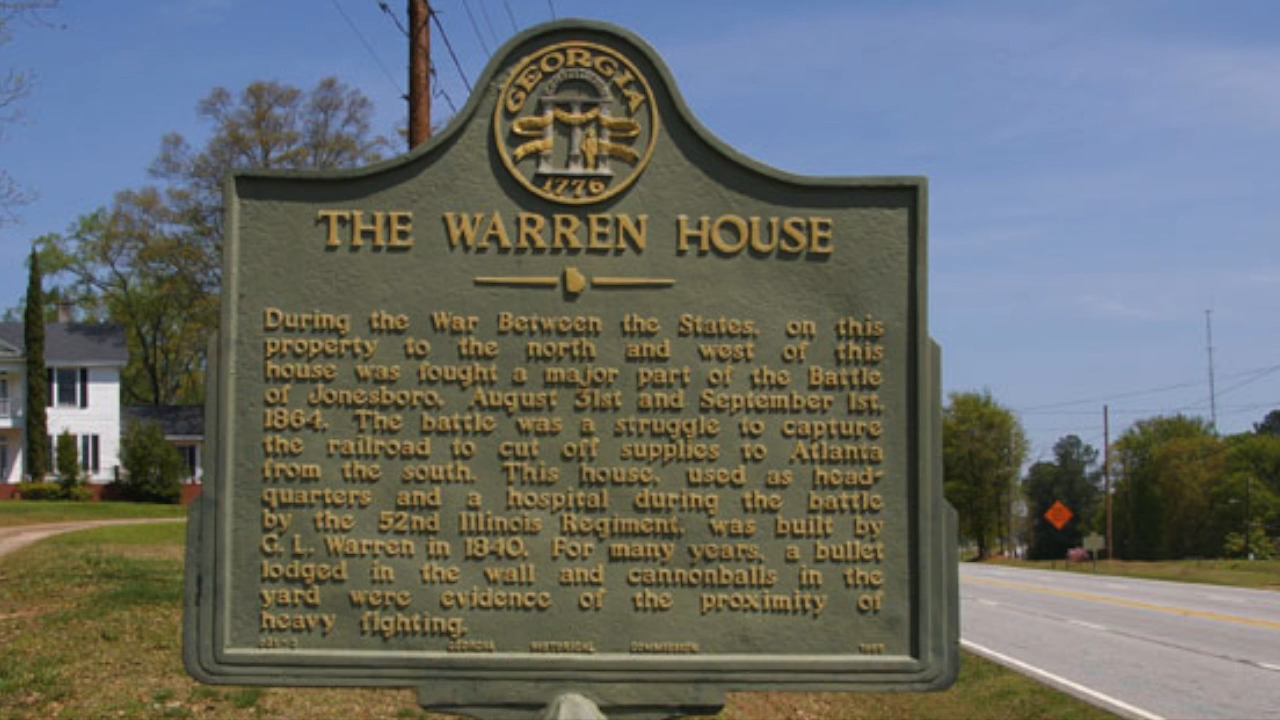 GEORGIA
1776
THE WARREN HOUSE
During the War Between the States, on this
property to the north and west of this
house was fought a major part of the Battle
of Jonesboro, August 31st and September 1st,
1864. The battle was a struggle to capture
the railroad to cut off supplies to Atlanta
from the south. This house, used as head-
quarters and a hospital during the battle
by the 52nd Illinois Regiment, was built by
G. L. Warren in 1840. For many years, a bullet
lodged in the wall and cannonballs in the
yard were evidence of the proximity of
heavy fighting.
GEORGIA HISTORICAL COMMISSION